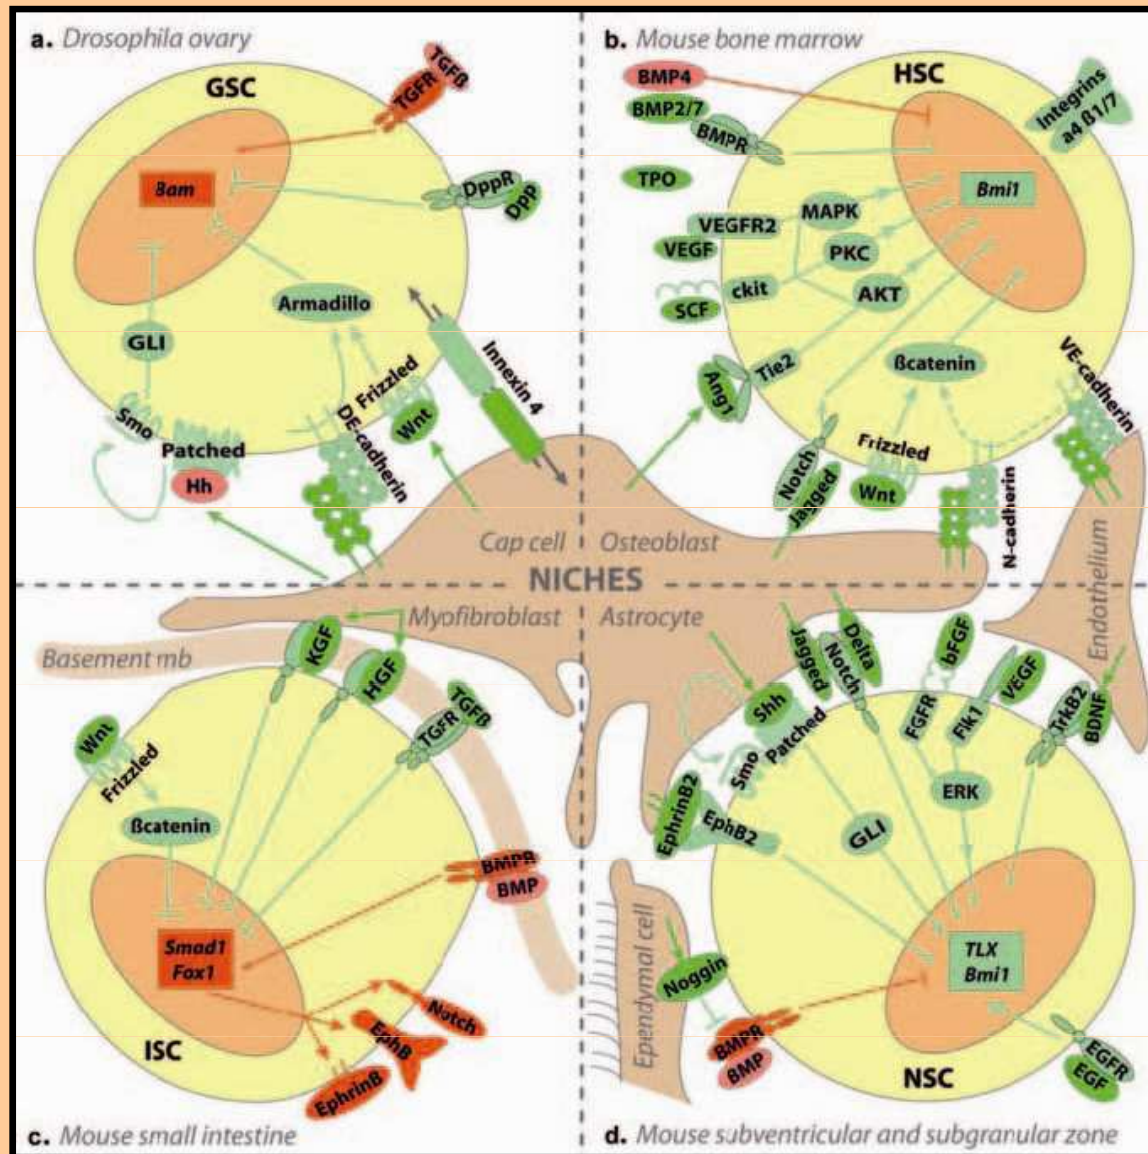 a. Drosophila ovary
GSC
TGFß
TGFR
Bam
DppR
Dpp
Armadillo
GLI
Smo
Patched
Hh
DE-cadherin
Frizzled
Wnt
Innexin 4
Cap cell
b. Mouse bone marrow
HSC
BMP4
BMP2/7
BMPR
Integrins
a4 ß1/7
TPO
Bmi1
VEGFR2
VEGF
MAPK
PKC
ckit
SCF
AKT
Ang1
Tie2
ßcatenin
VE-cadherin
Frizzled
Notch
Jagged
Wnt
N-cadherin
Osteoblast
Endothelium
NICHES
Myofibroblast
Basement mb
KGF
HGF
TGFß
TGFR
Wnt
Frizzled
ßcatenin
BMPR
BMP
Smad1
Fox1
Notch
EphB
EphrinB
ISC
c. Mouse small intestine
Astrocyte
Jagged
Delta
Notch
bFGF
FGFR
VEGF
Flk1
TrkB2
BDNF
Shh
Patched
Smo
EphrinB2
EphB2
GLI
ERK
Ependymal cell
Noggin
TLX
Bmi1
BMPR
BMP
EGFR
EGF
NSC
d. Mouse subventricular and subgranular zone